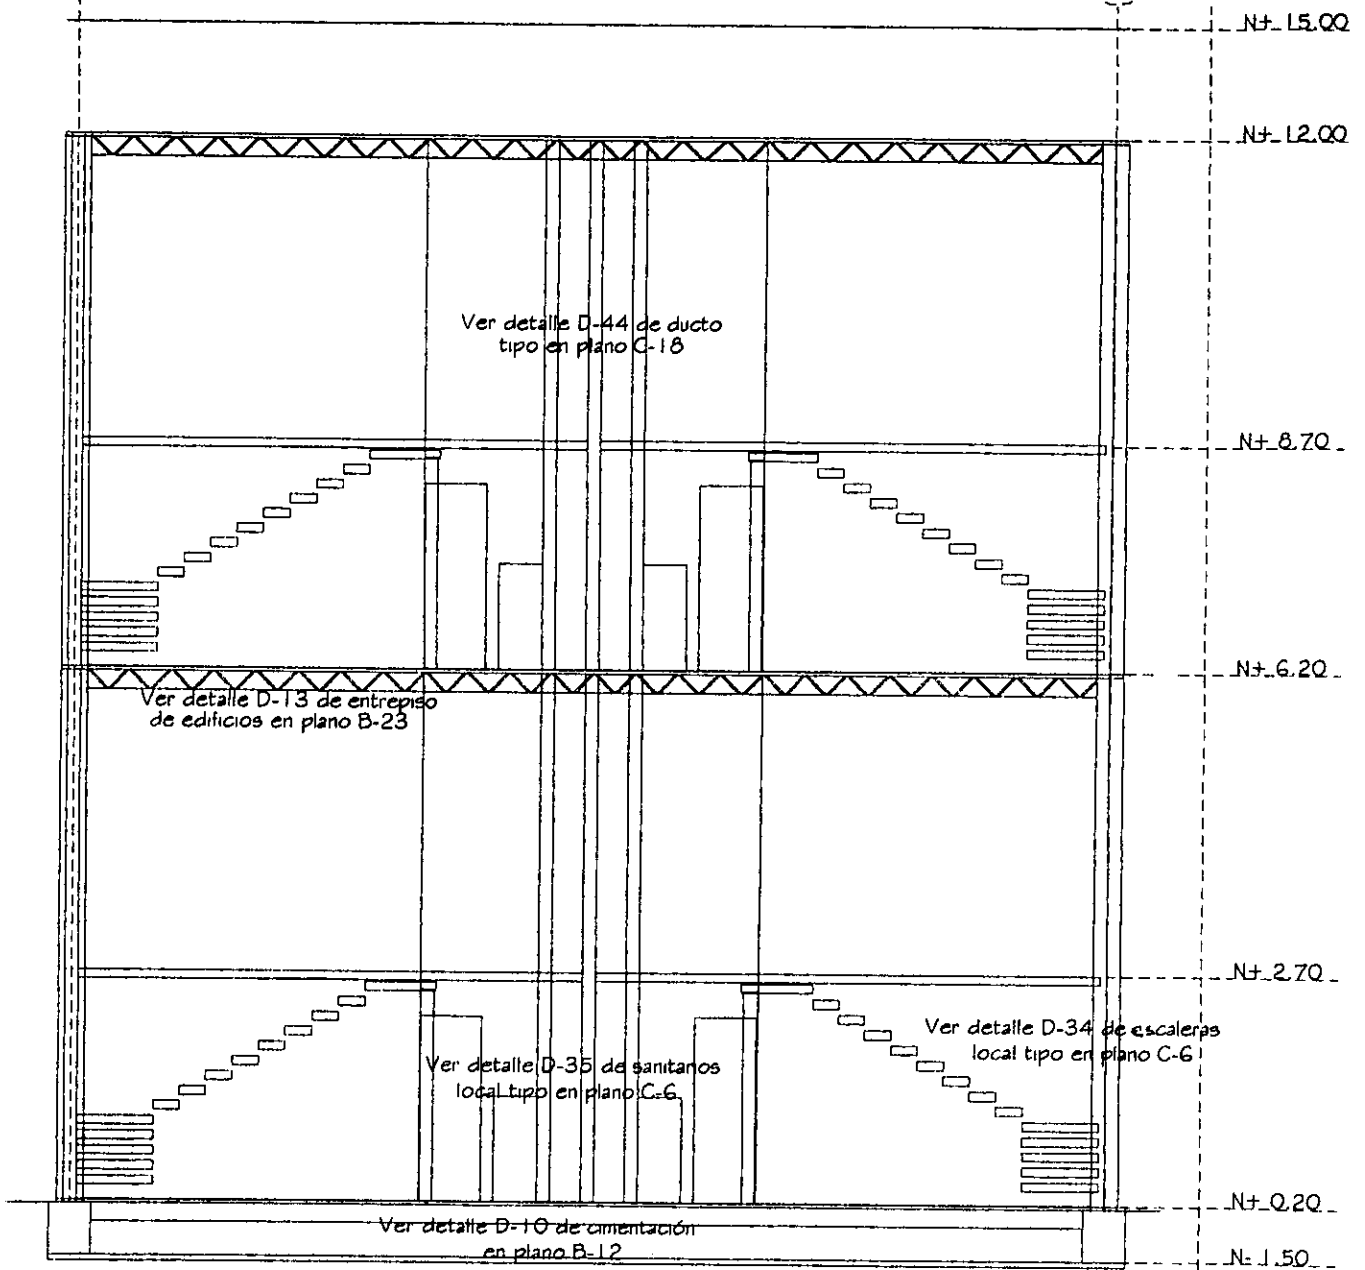 N+ 15.00
N+ 12.00
Ver detalle D-44 de ducto
tipo en plano C-18
N+ 8.70
N+ 6.20
Ver detalle D-13 de entrepiso
de edificios en plano B-23
N+ 2.70
Ver detalle D-34 de escaleras
local tipo en plano C-6
Ver detalle D-35 de sanitarios
local tipo en plano C-6
N+ 0.20
Ver detalle D-10 de cimentación
en plano B-12
N- 1.50